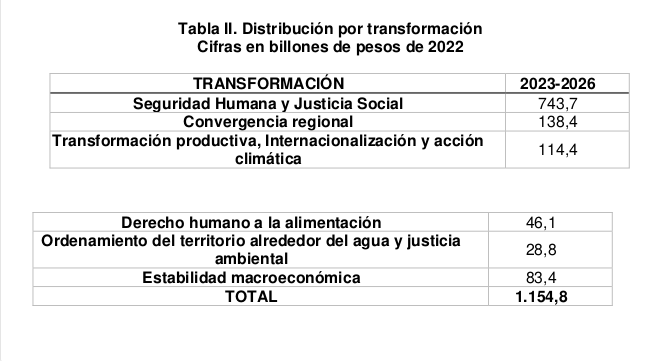 Tabla II. Distribución por transformación
Cifras en billones de pesos de 2022
TRANSFORMACIÓN 2023-2026
Seguridad Humana y Justicia Social 743,7
Convergencia regional 138,4
Transformación productiva, Internacionalización y acción
climática 114,4
Derecho humano a la alimentación 46,1
Ordenamiento del territorio alrededor del agua y justicia
ambiental 28,8
Estabilidad macroeconómica 83,4
TOTAL 1.154,8